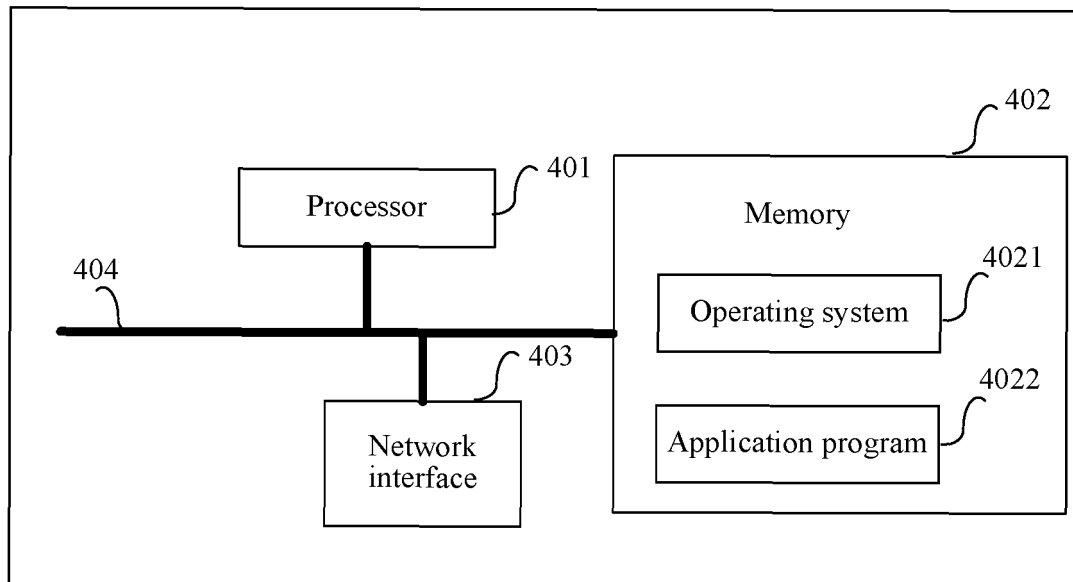 402
401
Processor
Memory
404
4021
Operating system
403
4022
Network
interface
Application program